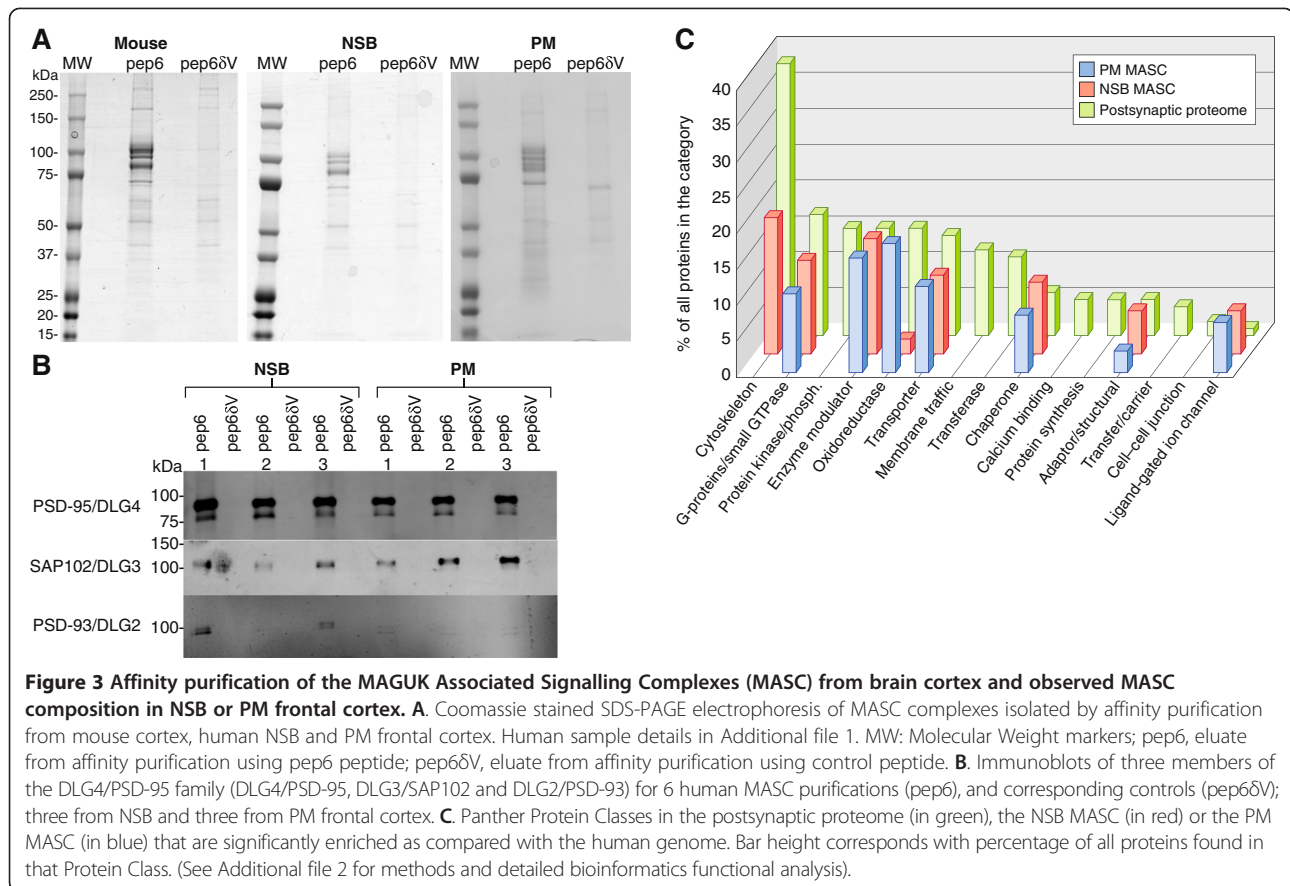 A
Mouse
NSB
PM
MW pep6 pep6δV
MW pep6 pep6δV
MW pep6 pep6δV
kDa
250-
150-
100-
75-
50-
37-
25-
20-
15-
B
NSB
PM
pep6 pep6δV pep6 pep6δV pep6 pep6δV pep6 pep6δV pep6 pep6δV pep6 pep6δV
kDa 1 2 3 1 2 3
PSD-95/DLG4
100-
75-
SAP102/DLG3
150-
100-
PSD-93/DLG2
100-
C
PM MASC
NSB MASC
Postsynaptic proteome
% of all proteins in the category
40
35
30
25
20
15
10
5
0
Cytoskeleton
G-proteins/small GTPase
Protein kinase/phosph.
Enzyme modulator
Oxidoreductase
Transporter
Membrane traffic
Transferase
Chaperone
Calcium binding
Protein synthesis
Adaptor/structural
Transfer/carrier
Cell-cell junction
Ligand-gated ion channel
Figure 3 Affinity purification of the MAGUK Associated Signalling Complexes (MASC) from brain cortex and observed MASC
composition in NSB or PM frontal cortex. A. Coomassie stained SDS-PAGE electrophoresis of MASC complexes isolated by affinity purification
from mouse cortex, human NSB and PM frontal cortex. Human sample details in Additional file 1. MW: Molecular Weight markers; pep6, eluate
from affinity purification using pep6 peptide; pep6δV, eluate from affinity purification using control peptide. B. Immunoblots of three members of
the DLG4/PSD-95 family (DLG4/PSD-95, DLG3/SAP102 and DLG2/PSD-93) for 6 human MASC purifications (pep6), and corresponding controls (pep6δV);
three from NSB and three from PM frontal cortex. C. Panther Protein Classes in the postsynaptic proteome (in green), the NSB MASC (in red) or the PM
MASC (in blue) that are significantly enriched as compared with the human genome. Bar height corresponds with percentage of all proteins found in
that Protein Class. (See Additional file 2 for methods and detailed bioinformatics functional analysis).